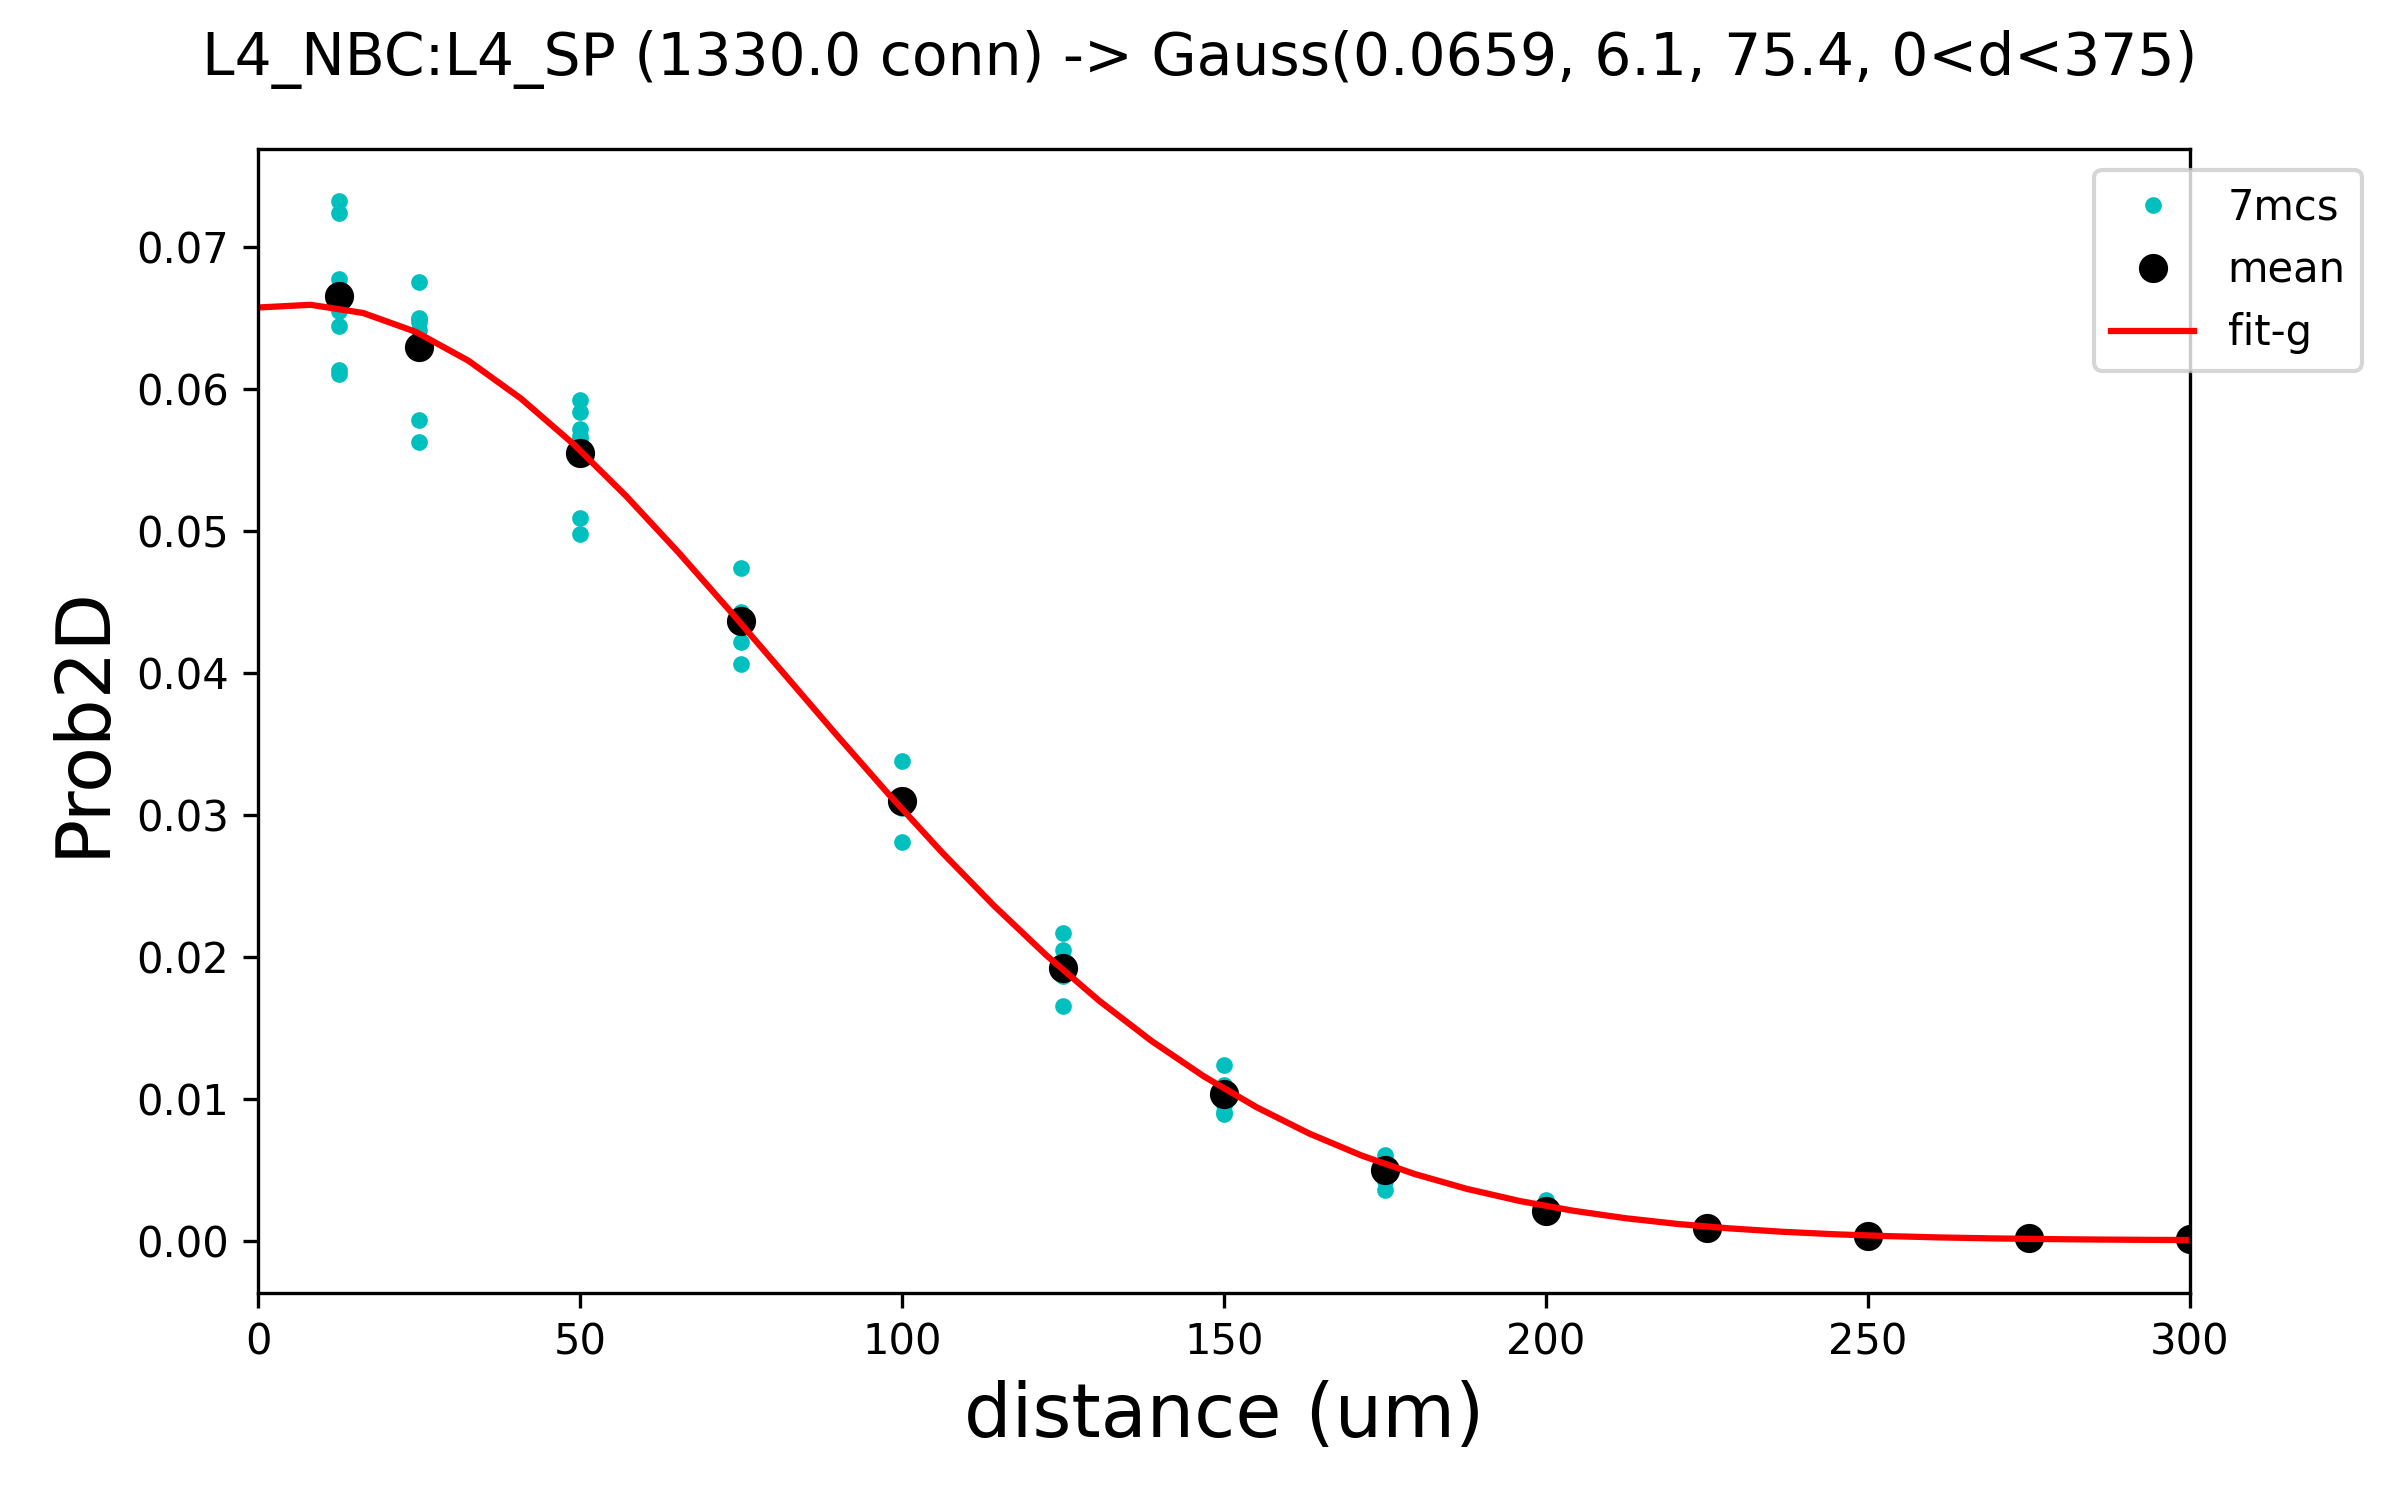 L4_NBC:L4_SP (1330.0 conn) -> Gauss(0.0659, 6.1, 75.4, 0<d<375)
7mcs
mean
fit-g
Prob2D
0.07
0.06
0.05
0.04
0.03
0.02
0.01
0.00
0 50 100 150 200 250 300
distance (um)